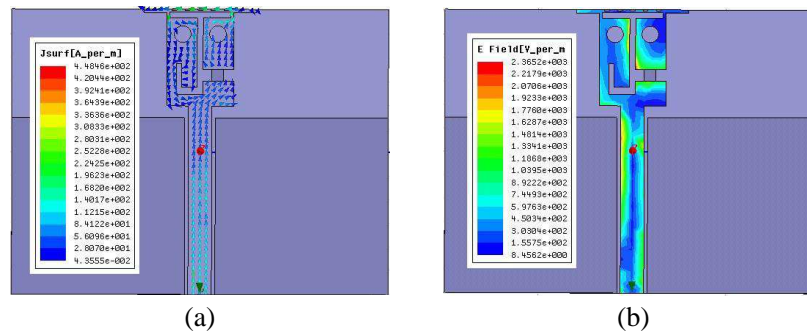 Jsurf[A_per_m]
4.4846e+002
4.2044e+002
3.9241e+002
3.6439e+002
3.3636e+002
3.0833e+002
2.8031e+002
2.5228e+002
2.2425e+002
1.9623e+002
1.6820e+002
1.4017e+002
1.1215e+002
8.4122e+001
5.6096e+001
2.8070e+001
4.3555e-002
E Field[V_per_m
2.3652e+003
2.2179e+003
2.0706e+003
1.9233e+003
1.7760e+003
1.6287e+003
1.4814e+003
1.3341e+003
1.1868e+003
1.0395e+003
8.9222e+002
7.4493e+002
5.9763e+002
4.5034e+002
3.0304e+002
1.5575e+002
8.4562e+000
(a)
(b)